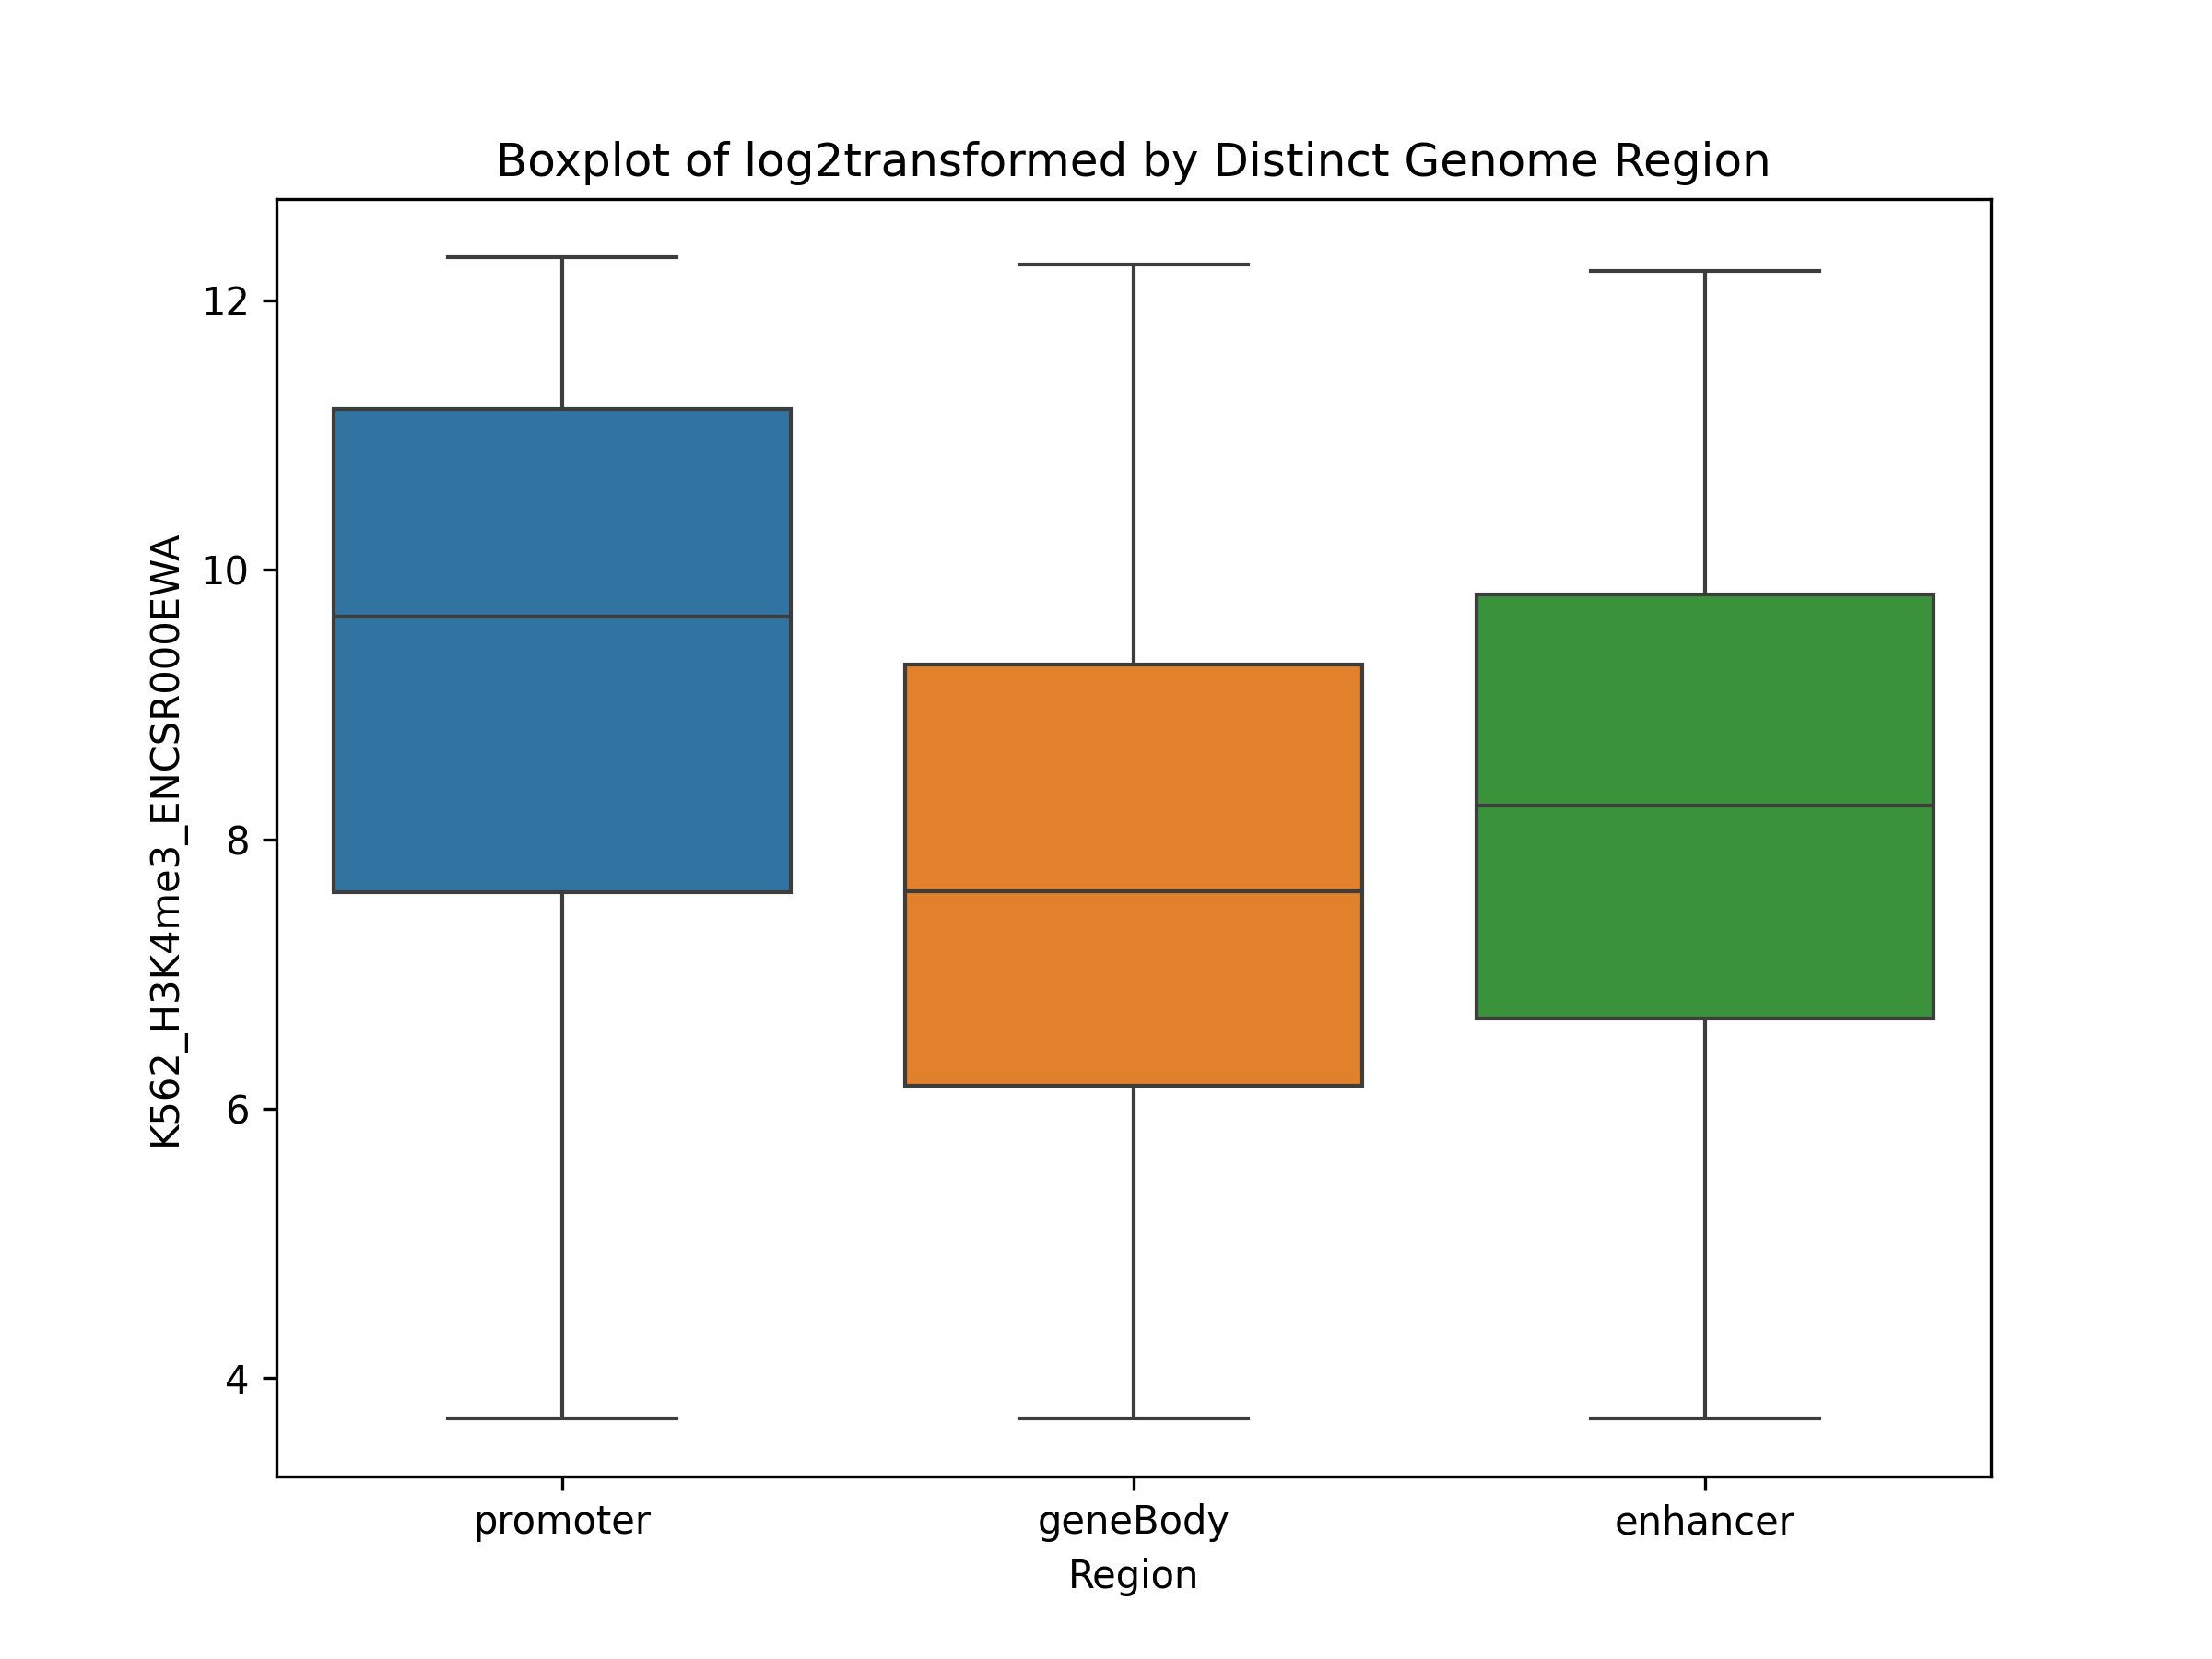 Boxplot of log2transformed by Distinct Genome Region
K562_H3K4me3_ENCSR000EWA
12
10
8
6
4
promoter
geneBody
enhancer
Region